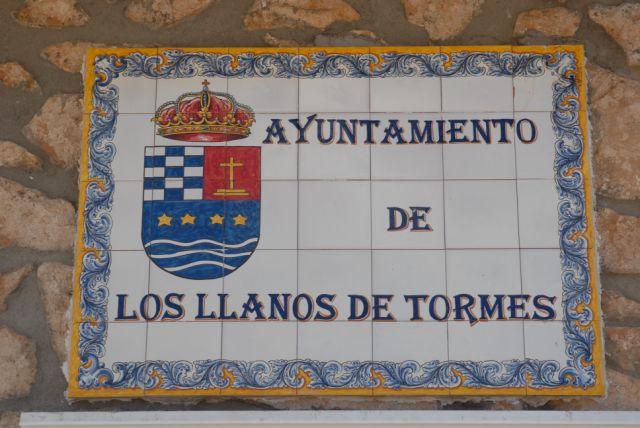 AYUNTAMIENTO
DE
LOS LLANOS DE TORMES